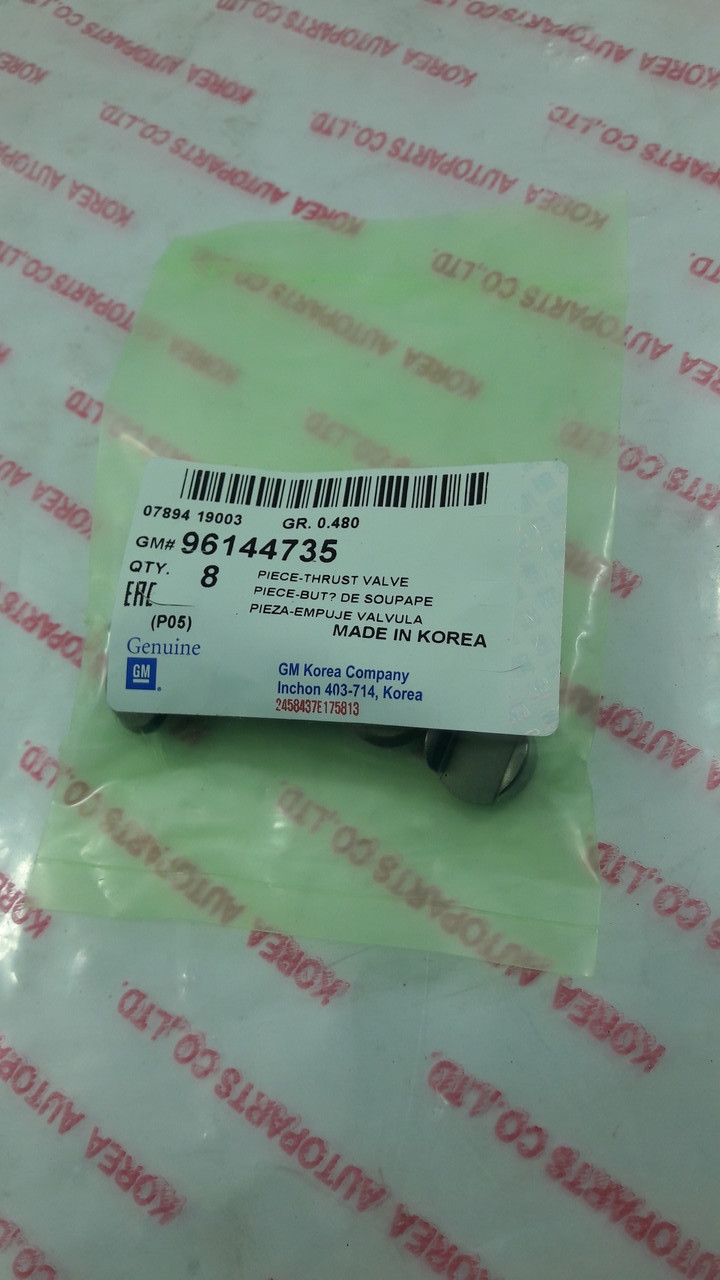 07894 19003 GR. 0.480
GM# 96144735
QTY. 8 PIECE-THRUST VALVE
PIECE-BUT? DE SOUPAPE
PIEZA-EMPUJE VALVULA
EAC
(P05) MADE IN KOREA
Genuine
GM
GM Korea Company
Inchon 403-714, Korea
2458437E175813
KOREA AUTOPARTS CO.,LTD.